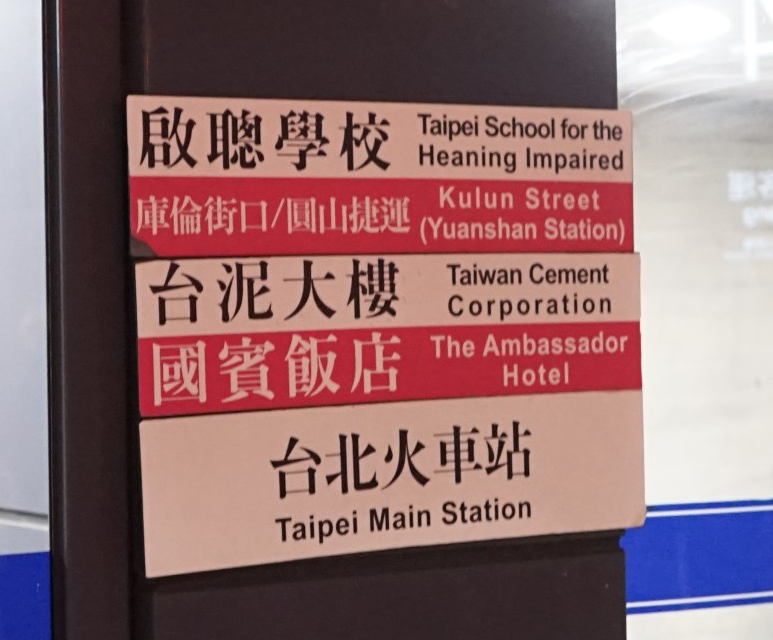 啟聰學校
Taipei School for the
Heaning Impaired
庫倫街口/圓山捷運
Kulun Street
(Yuanshan Station)
台泥大樓
Taiwan Cement
Corporation
國賓飯店
The Ambassador
Hotel
台北火車站
Taipei Main Station